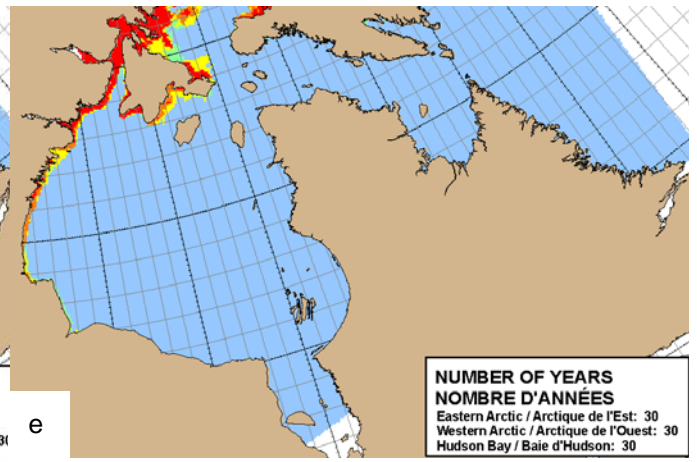 NUMBER OF YEARS
NOMBRE D'ANNÉES
Eastern Arctic / Arctique de l'Est: 30
Western Arctic / Arctique de l'Ouest: 30
Hudson Bay / Baie d'Hudson: 30
e